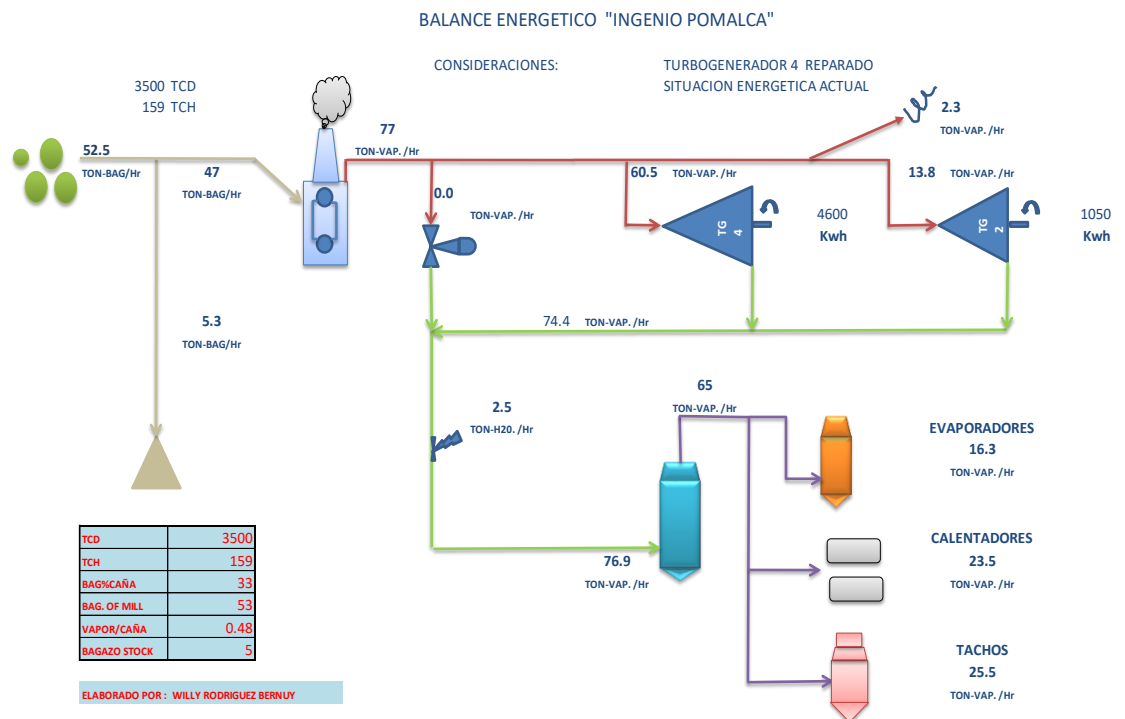 BALANCE ENERGETICO "INGENIO POMALCA"
CONSIDERACIONES:
TURBOGENERADOR 4 REPARADO
SITUACION ENERGETICA ACTUAL
3500 TCD
159 TCH
52.5
TON-BAG/Hr
47
TON-BAG/Hr
77
TON-VAP. /Hr
2.3
TON-VAP. /Hr
0.0
TON-VAP. /Hr
60.5 TON-VAP. /Hr
13.8 TON-VAP. /Hr
TG 4
4600
Kwh
TG 2
1050
Kwh
5.3
TON-BAG/Hr
74.4 TON-VAP. /Hr
2.5
TON-H20. /Hr
65
TON-VAP. /Hr
76.9
TON-VAP. /Hr
EVAPORADORES
16.3
TON-VAP. /Hr
CALENTADORES
23.5
TON-VAP. /Hr
TACHOS
25.5
TON-VAP. /Hr
TCD 3500
TCH 159
BAG%CAÑA 33
BAG. OF MILL 53
VAPOR/CAÑA 0.48
BAGAZO STOCK 5
ELABORADO POR : WILLY RODRIGUEZ BERNUY